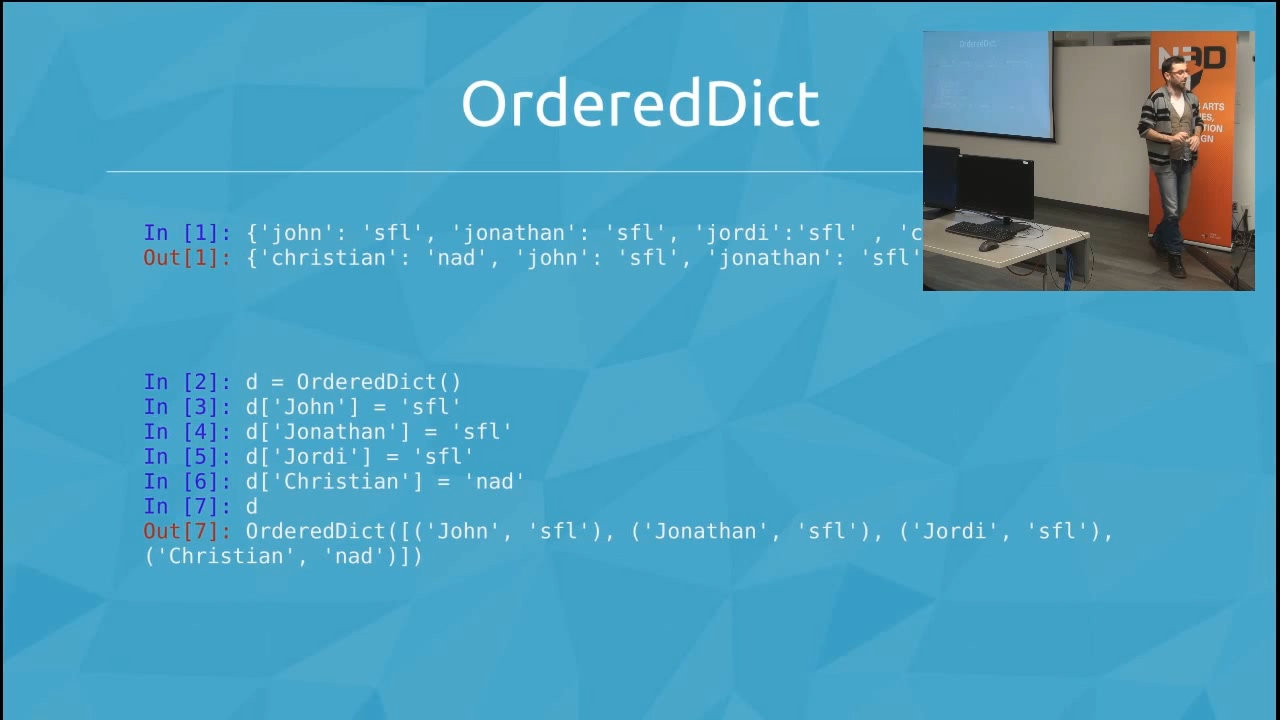 OrderedDict
In [1]: {'john': 'sfl', 'jonathan': 'sfl', 'jordi':'sfl' , 'c
Out[1]: {'christian': 'nad', 'john': 'sfl', 'jonathan': 'sfl'
In [2]: d = OrderedDict()
In [3]: d['John'] = 'sfl'
In [4]: d['Jonathan'] = 'sfl'
In [5]: d['Jordi'] = 'sfl'
In [6]: d['Christian'] = 'nad'
In [7]: d
Out[7]: OrderedDict([('John', 'sfl'), ('Jonathan', 'sfl'), ('Jordi', 'sfl'),
('Christian', 'nad')])
OrderedDict
ARTS